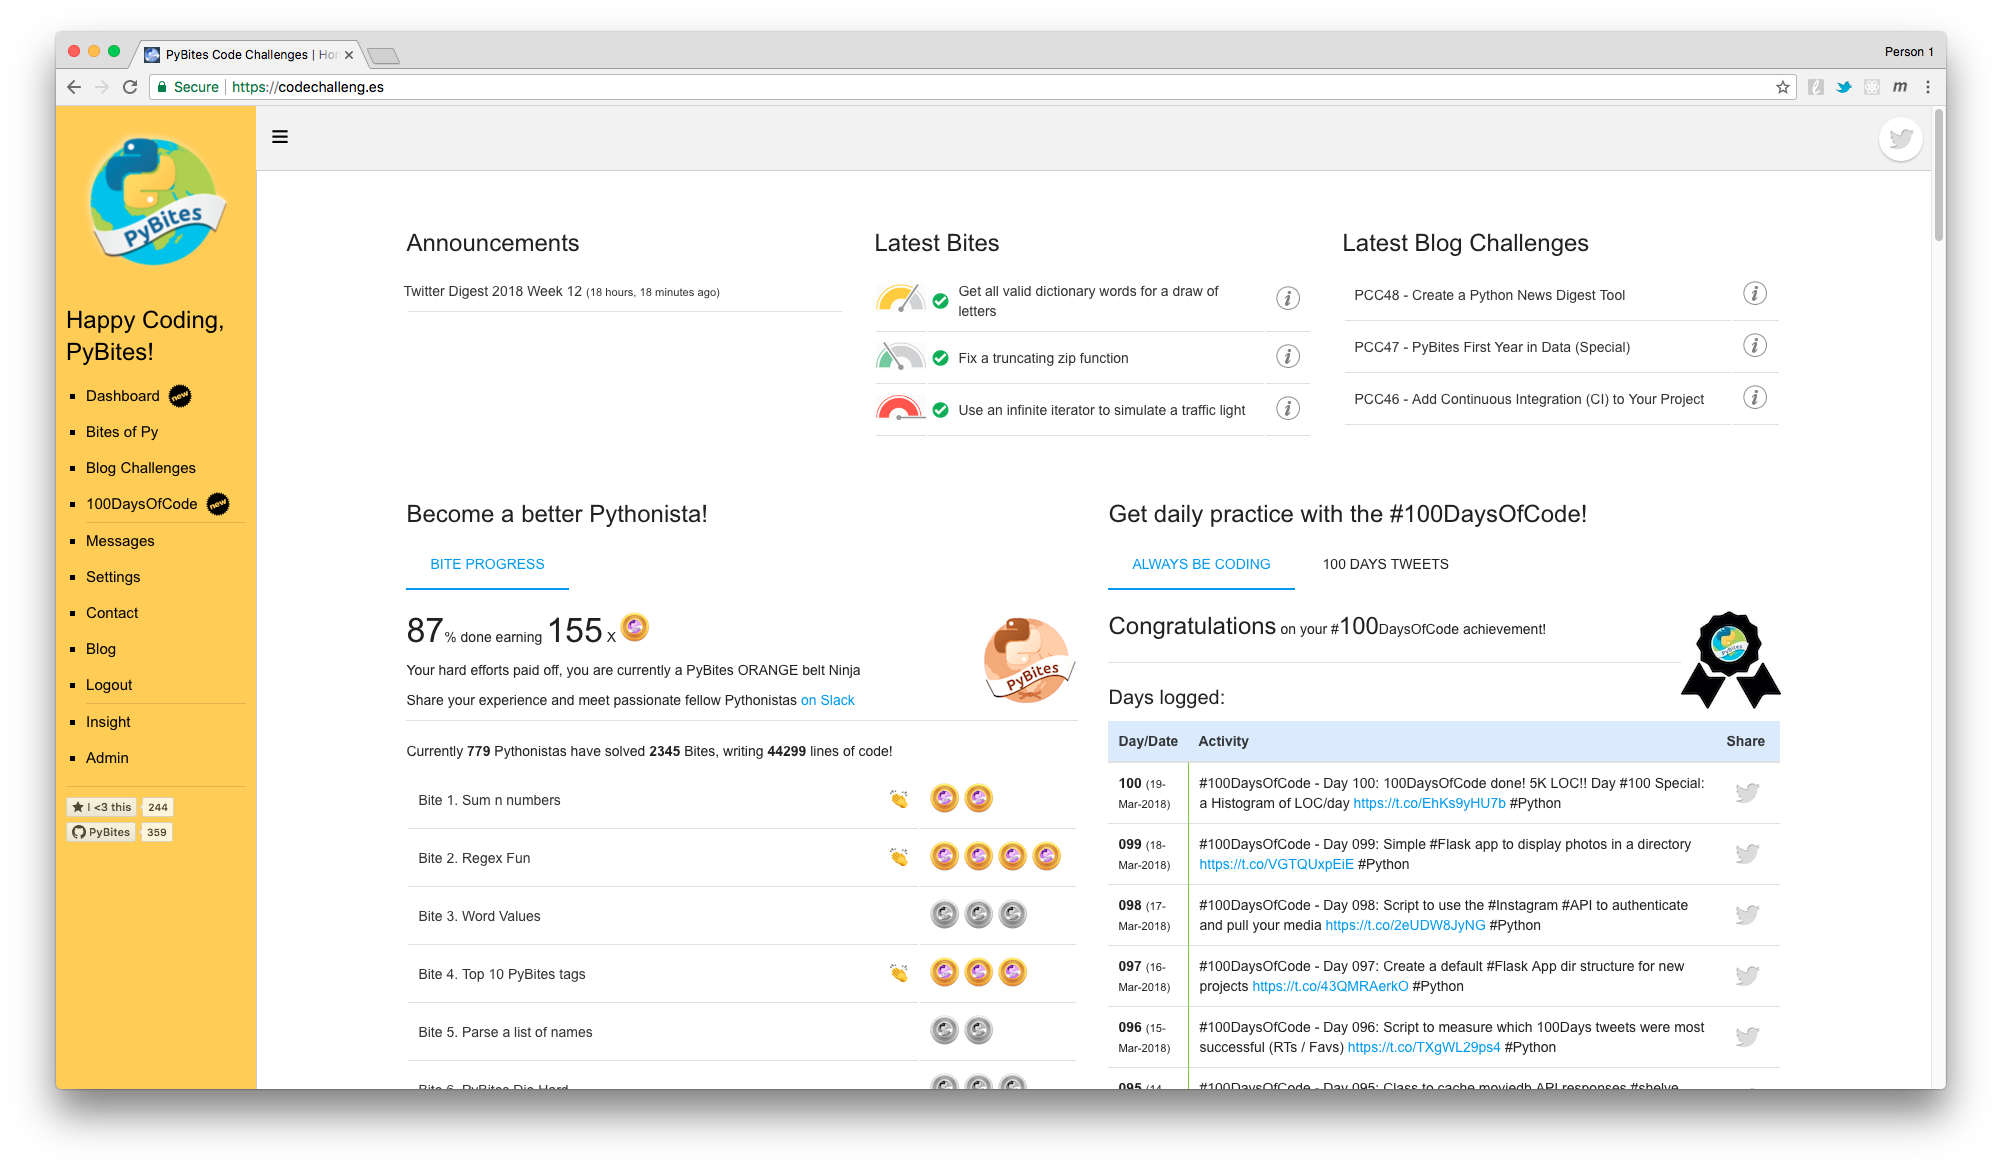 PyBites Code Challenges | Hor
Person 1
Secure
https://codechalleng.es
m
PyBites
Happy Coding,
PyBites!
Dashboard
new
Bites of Py
Blog Challenges
100DaysOfCode
new
Messages
Settings
Contact
Blog
Logout
Insight
Admin
I <3 this
244
PyBites
359
Announcements
Twitter Digest 2018 Week 12 (18 hours, 18 minutes ago)
Latest Bites
Get all valid dictionary words for a draw of
letters
Fix a truncating zip function
Use an infinite iterator to simulate a traffic light
Latest Blog Challenges
PCC48 - Create a Python News Digest Tool
PCC47 - PyBites First Year in Data (Special)
PCC46 - Add Continuous Integration (CI) to Your Project
Become a better Pythonista!
BITE PROGRESS
87% done earning 155 x
Your hard efforts paid off, you are currently a PyBites ORANGE belt Ninja
Share your experience and meet passionate fellow Pythonistas on Slack
PyBites
Currently 779 Pythonistas have solved 2345 Bites, writing 44299 lines of code!
Bite 1. Sum n numbers
Bite 2. Regex Fun
Bite 3. Word Values
Bite 4. Top 10 PyBites tags
Bite 5. Parse a list of names
Bite 6. PyBites Die Hard
Get daily practice with the #100DaysOfCode!
ALWAYS BE CODING
100 DAYS TWEETS
Congratulations on your #100DaysOfCode achievement!
PyBites
Days logged:
Day/Date
Activity
Share
100 (19-
Mar-2018)
#100DaysOfCode - Day 100: 100DaysOfCode done! 5K LOC!! Day #100 Special:
a Histogram of LOC/day https://t.co/EhKs9yHU7b #Python
099 (18-
Mar-2018)
#100DaysOfCode - Day 099: Simple #Flask app to display photos in a directory
https://t.co/VGTQUxpEiE #Python
098 (17-
Mar-2018)
#100DaysOfCode - Day 098: Script to use the #Instagram #API to authenticate
and pull your media https://t.co/2eUDW8JyNG #Python
097 (16-
Mar-2018)
#100DaysOfCode - Day 097: Create a default #Flask App dir structure for new
projects https://t.co/43QMRAerkO #Python
096 (15-
Mar-2018)
#100DaysOfCode - Day 096: Script to measure which 100Days tweets were most
successful (RTs / Favs) https://t.co/TXgWL29ps4 #Python
095 (14-
#100DaysOfCode - Day 095: Class to cache moviedb API responses #shelve